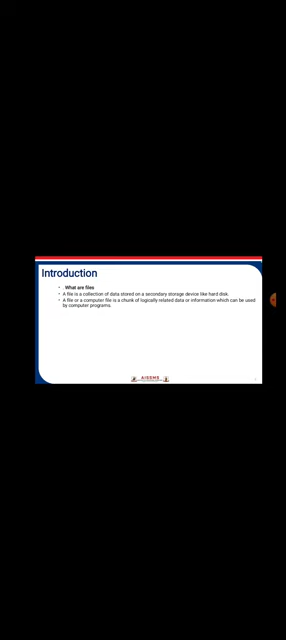 Introduction
• . What are files
• A file is a collection of data stored on a secondary storage device like hard disk.
• A file or a computer file is a chunk of logically related data or information which can be used
by computer programs.
AISSMS